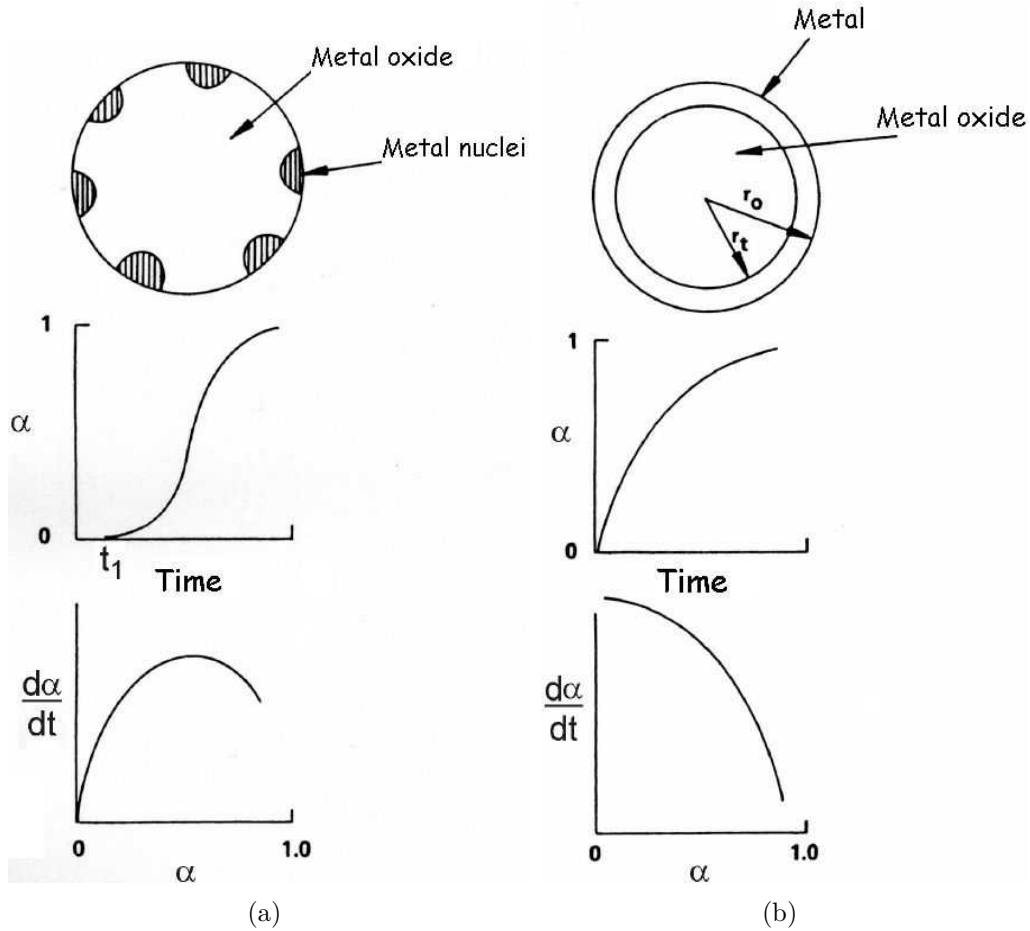 Metal oxide
Metal nuclei
1
α
0
t1
Time
dα
dt
0
1.0
α
(a)
Metal
Metal oxide
ro
rt
1
α
0
Time
dα
dt
0
1.0
α
(b)